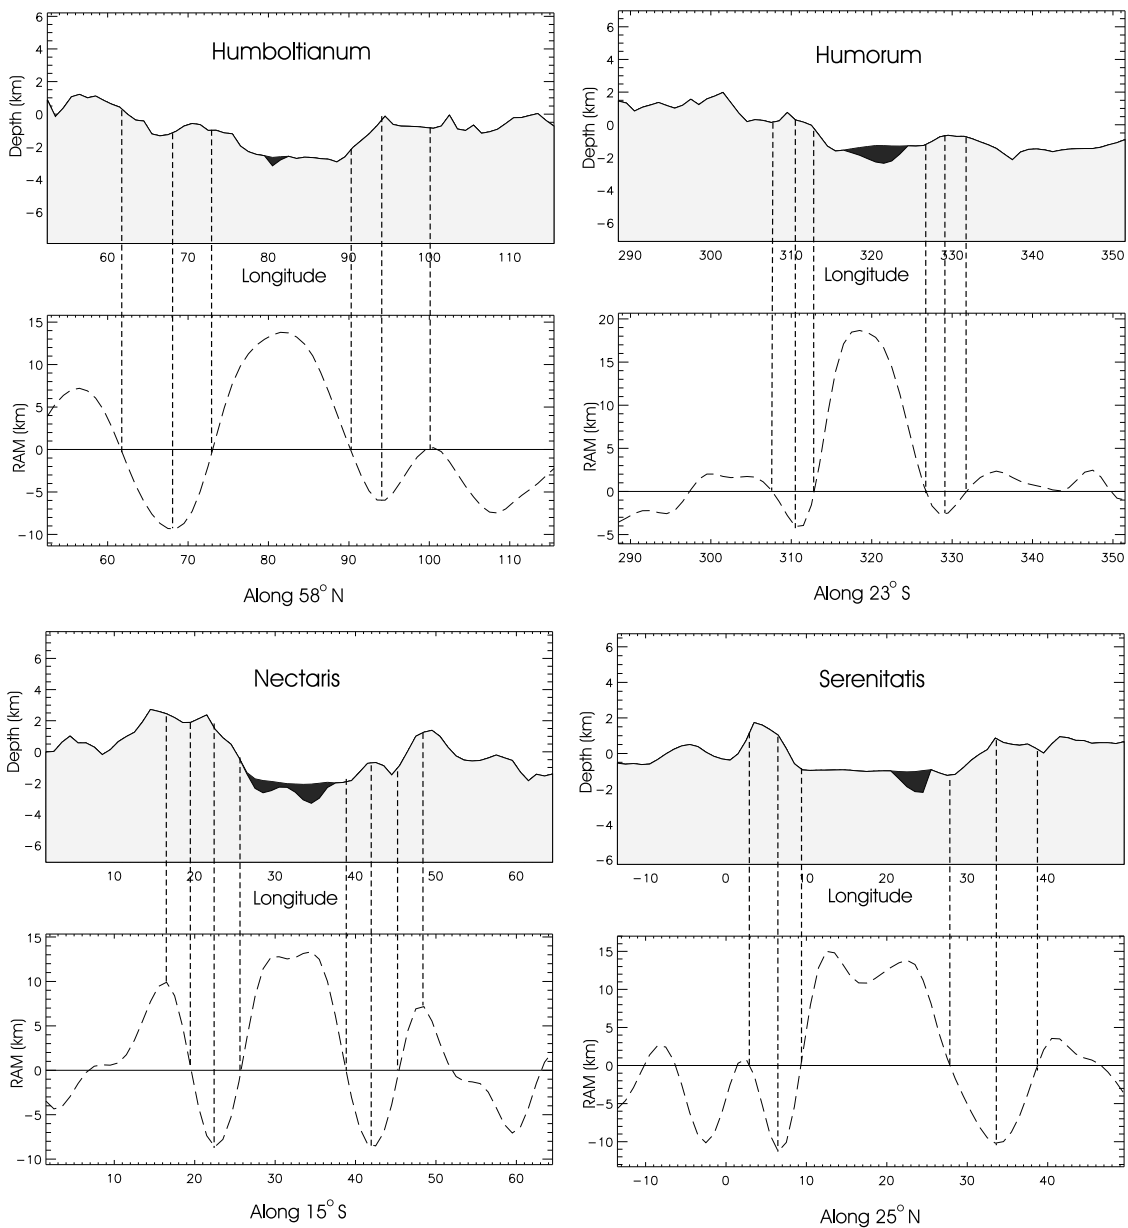 Humboltianum
Depth (km)
6
4
2
0
−2
−4
−6
60 70 80 90 100 110
Longitude
RAM (km)
15
10
5
0
−5
−10
60 70 80 90 100 110
Along 58° N
Humorum
Depth (km)
6
4
2
0
−2
−4
−6
290 300 310 320 330 340 350
Longitude
RAM (km)
20
15
10
5
0
−5
290 300 310 320 330 340 350
Along 23° S
Nectaris
Depth (km)
6
4
2
0
−2
−4
−6
10 20 30 40 50 60
Longitude
RAM (km)
15
10
5
0
−5
−10
10 20 30 40 50 60
Along 15° S
Serenitatis
Depth (km)
6
4
2
0
−2
−4
−6
−10 0 10 20 30 40
Longitude
RAM (km)
15
10
5
0
−5
−10
−10 0 10 20 30 40
Along 25° N